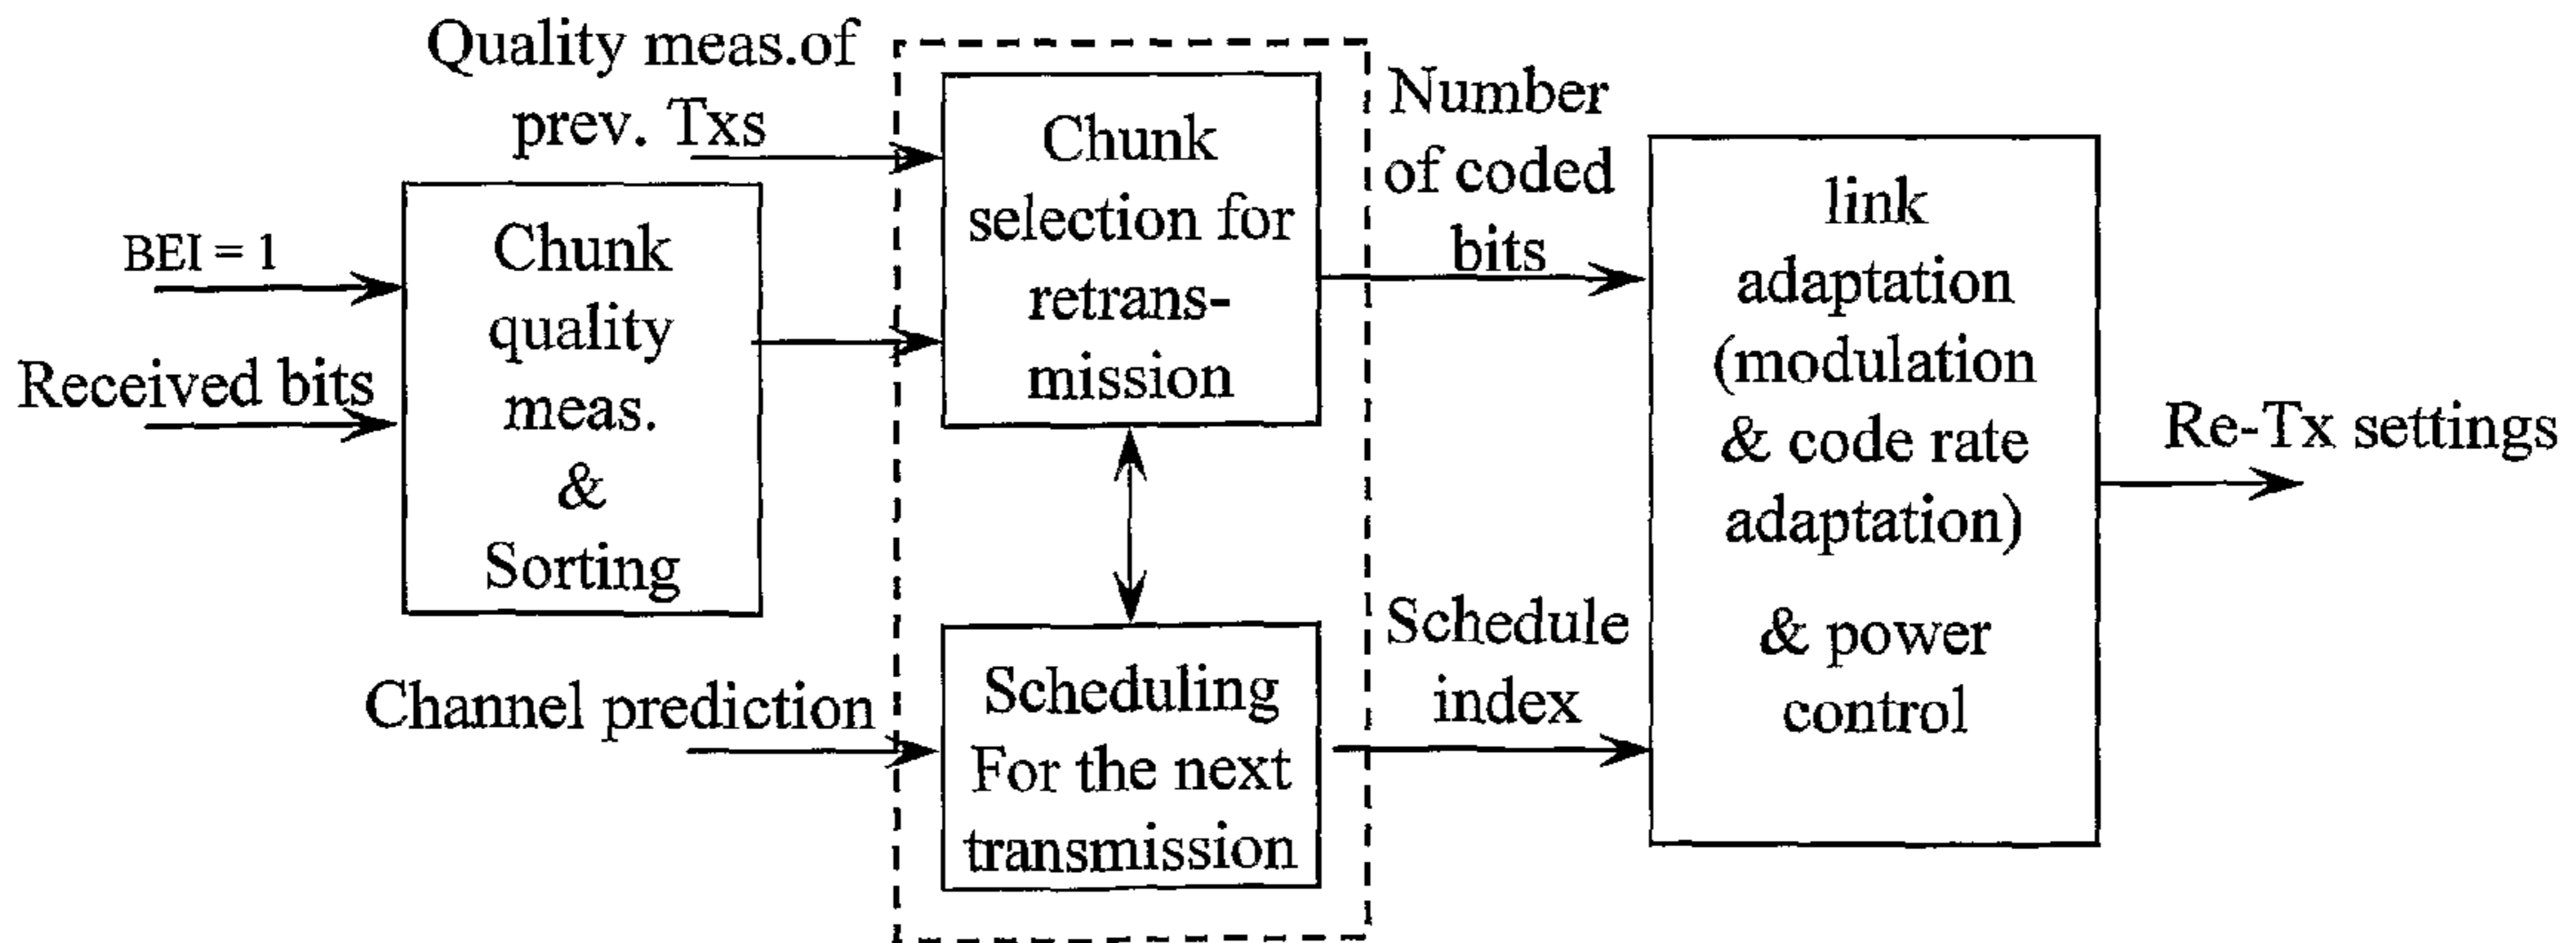 Quality meas.of
prev. Txs
BEI = 1
Received bits
Chunk
quality
meas.
&
Sorting
Channel prediction
Chunk
selection for
retrans-
mission
Scheduling
For the next
transmission
Number
of coded
bits
Schedule
index
link
adaptation
(modulation
& code rate
adaptation)
& power
control
Re-Tx settings